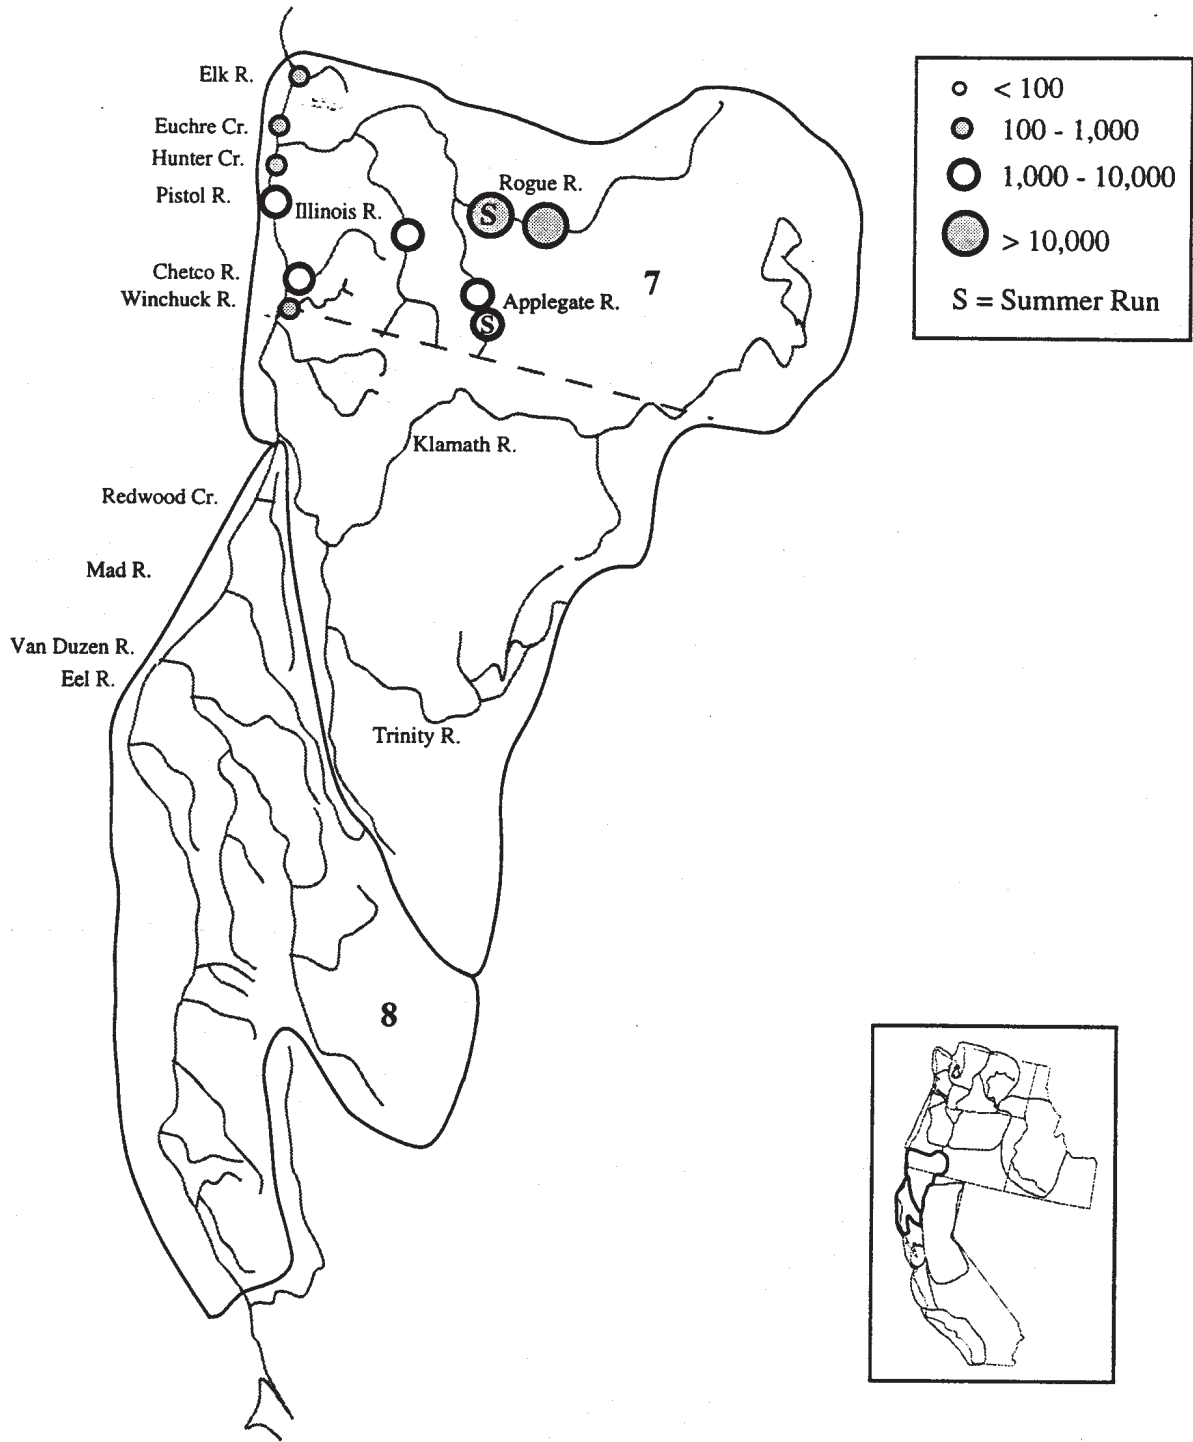 Elk R.
Euchre Cr.
Hunter Cr.
Pistol R.
Illinois R.
Rogue R.
S
Chetco R.
Winchuck R.
Applegate R.
S
7
Klamath R.
Redwood Cr.
Mad R.
Van Duzen R.
Eel R.
Trinity R.
8
< 100
100 - 1,000
1,000 - 10,000
> 10,000
S = Summer Run